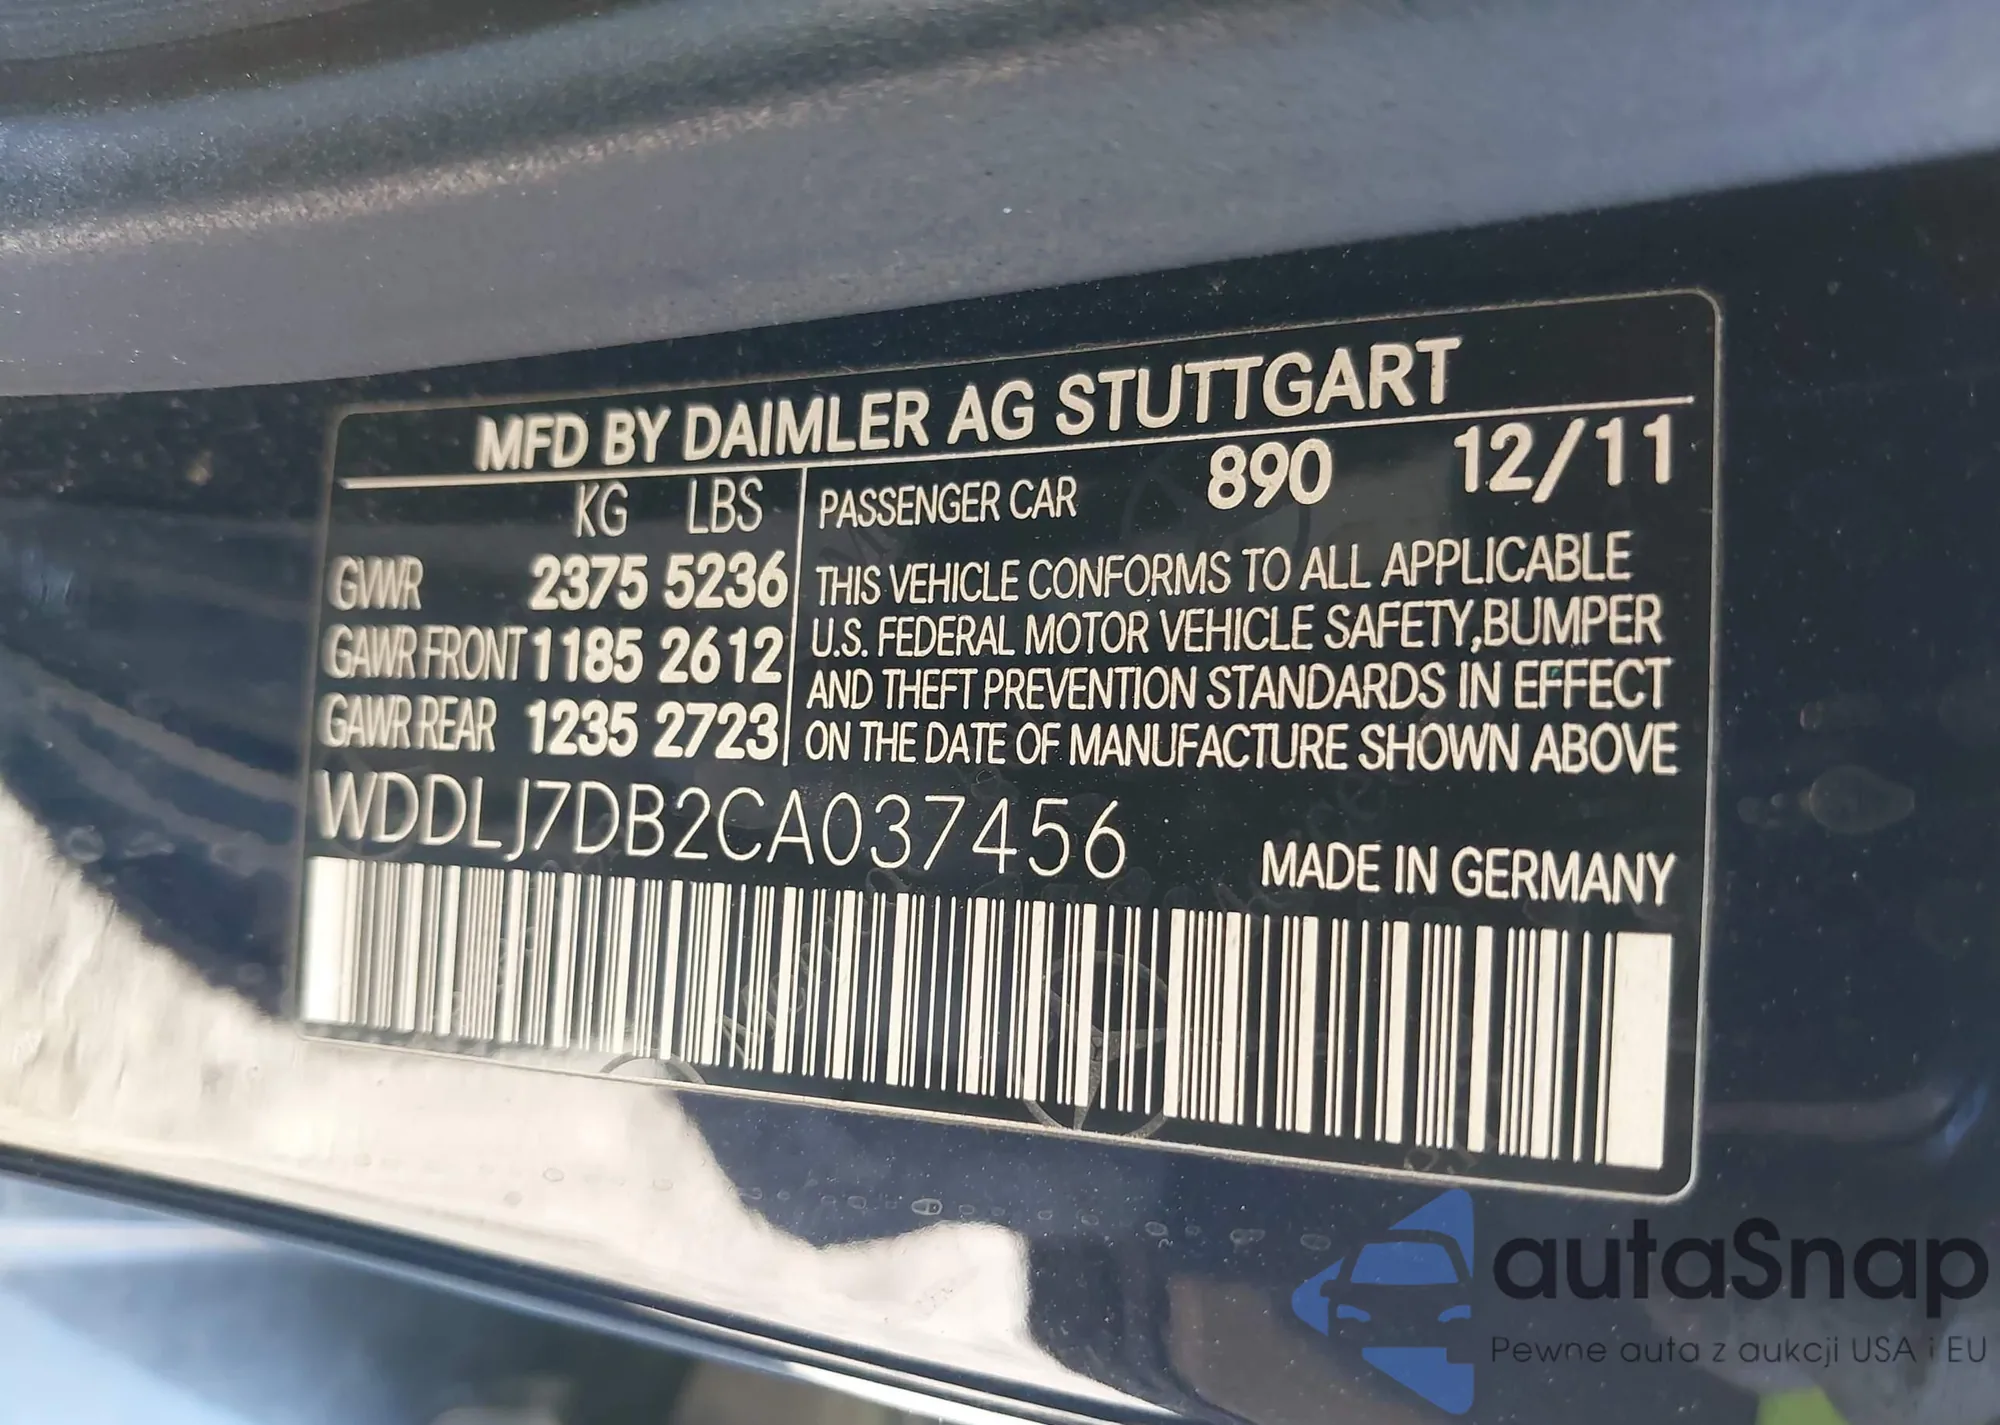 MFD BY DAIMLER AG STUTTGART
KG LBS
GVWR 2375 5236
GAWR FRONT 1185 2612
GAWR REAR 1235 2723
PASSENGER CAR 890 12/11
THIS VEHICLE CONFORMS TO ALL APPLICABLE
U.S. FEDERAL MOTOR VEHICLE SAFETY,BUMPER
AND THEFT PREVENTION STANDARDS IN EFFECT
ON THE DATE OF MANUFACTURE SHOWN ABOVE
WDDLJ7DB2CA037456
MADE IN GERMANY
autaSnap
Pewne auta z aukcji USA i EU